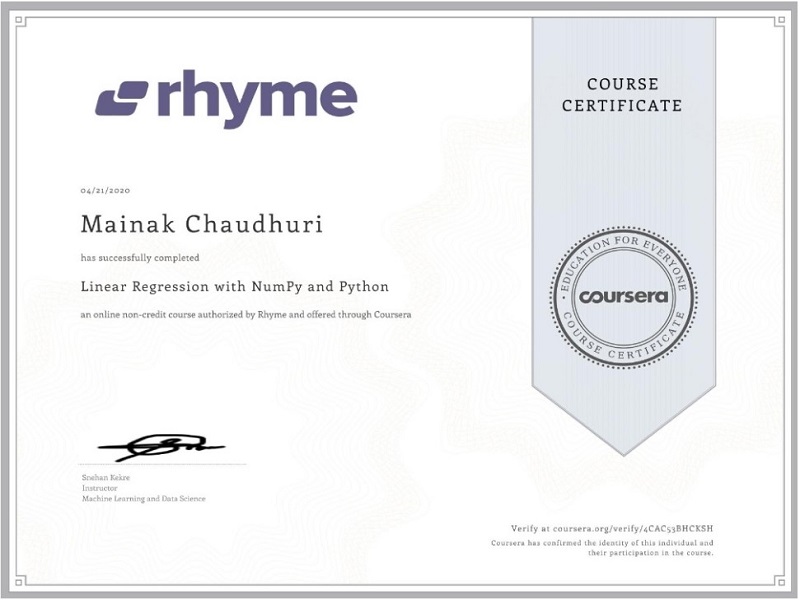 rhyme
COURSE
CERTIFICATE
04/21/2020
Mainak Chaudhuri
has successfully completed
Linear Regression with NumPy and Python
an online non-credit course authorized by Rhyme and offered through Coursera
EDUCATION FOR EVERYONE
coursera
COURSE CERTIFICATE
Snehan Kekre
Instructor
Machine Learning and Data Science
Verify at coursera.org/verify/4CAC53BHCKSH
Coursera has confirmed the identity of this individual and
their participation in the course.